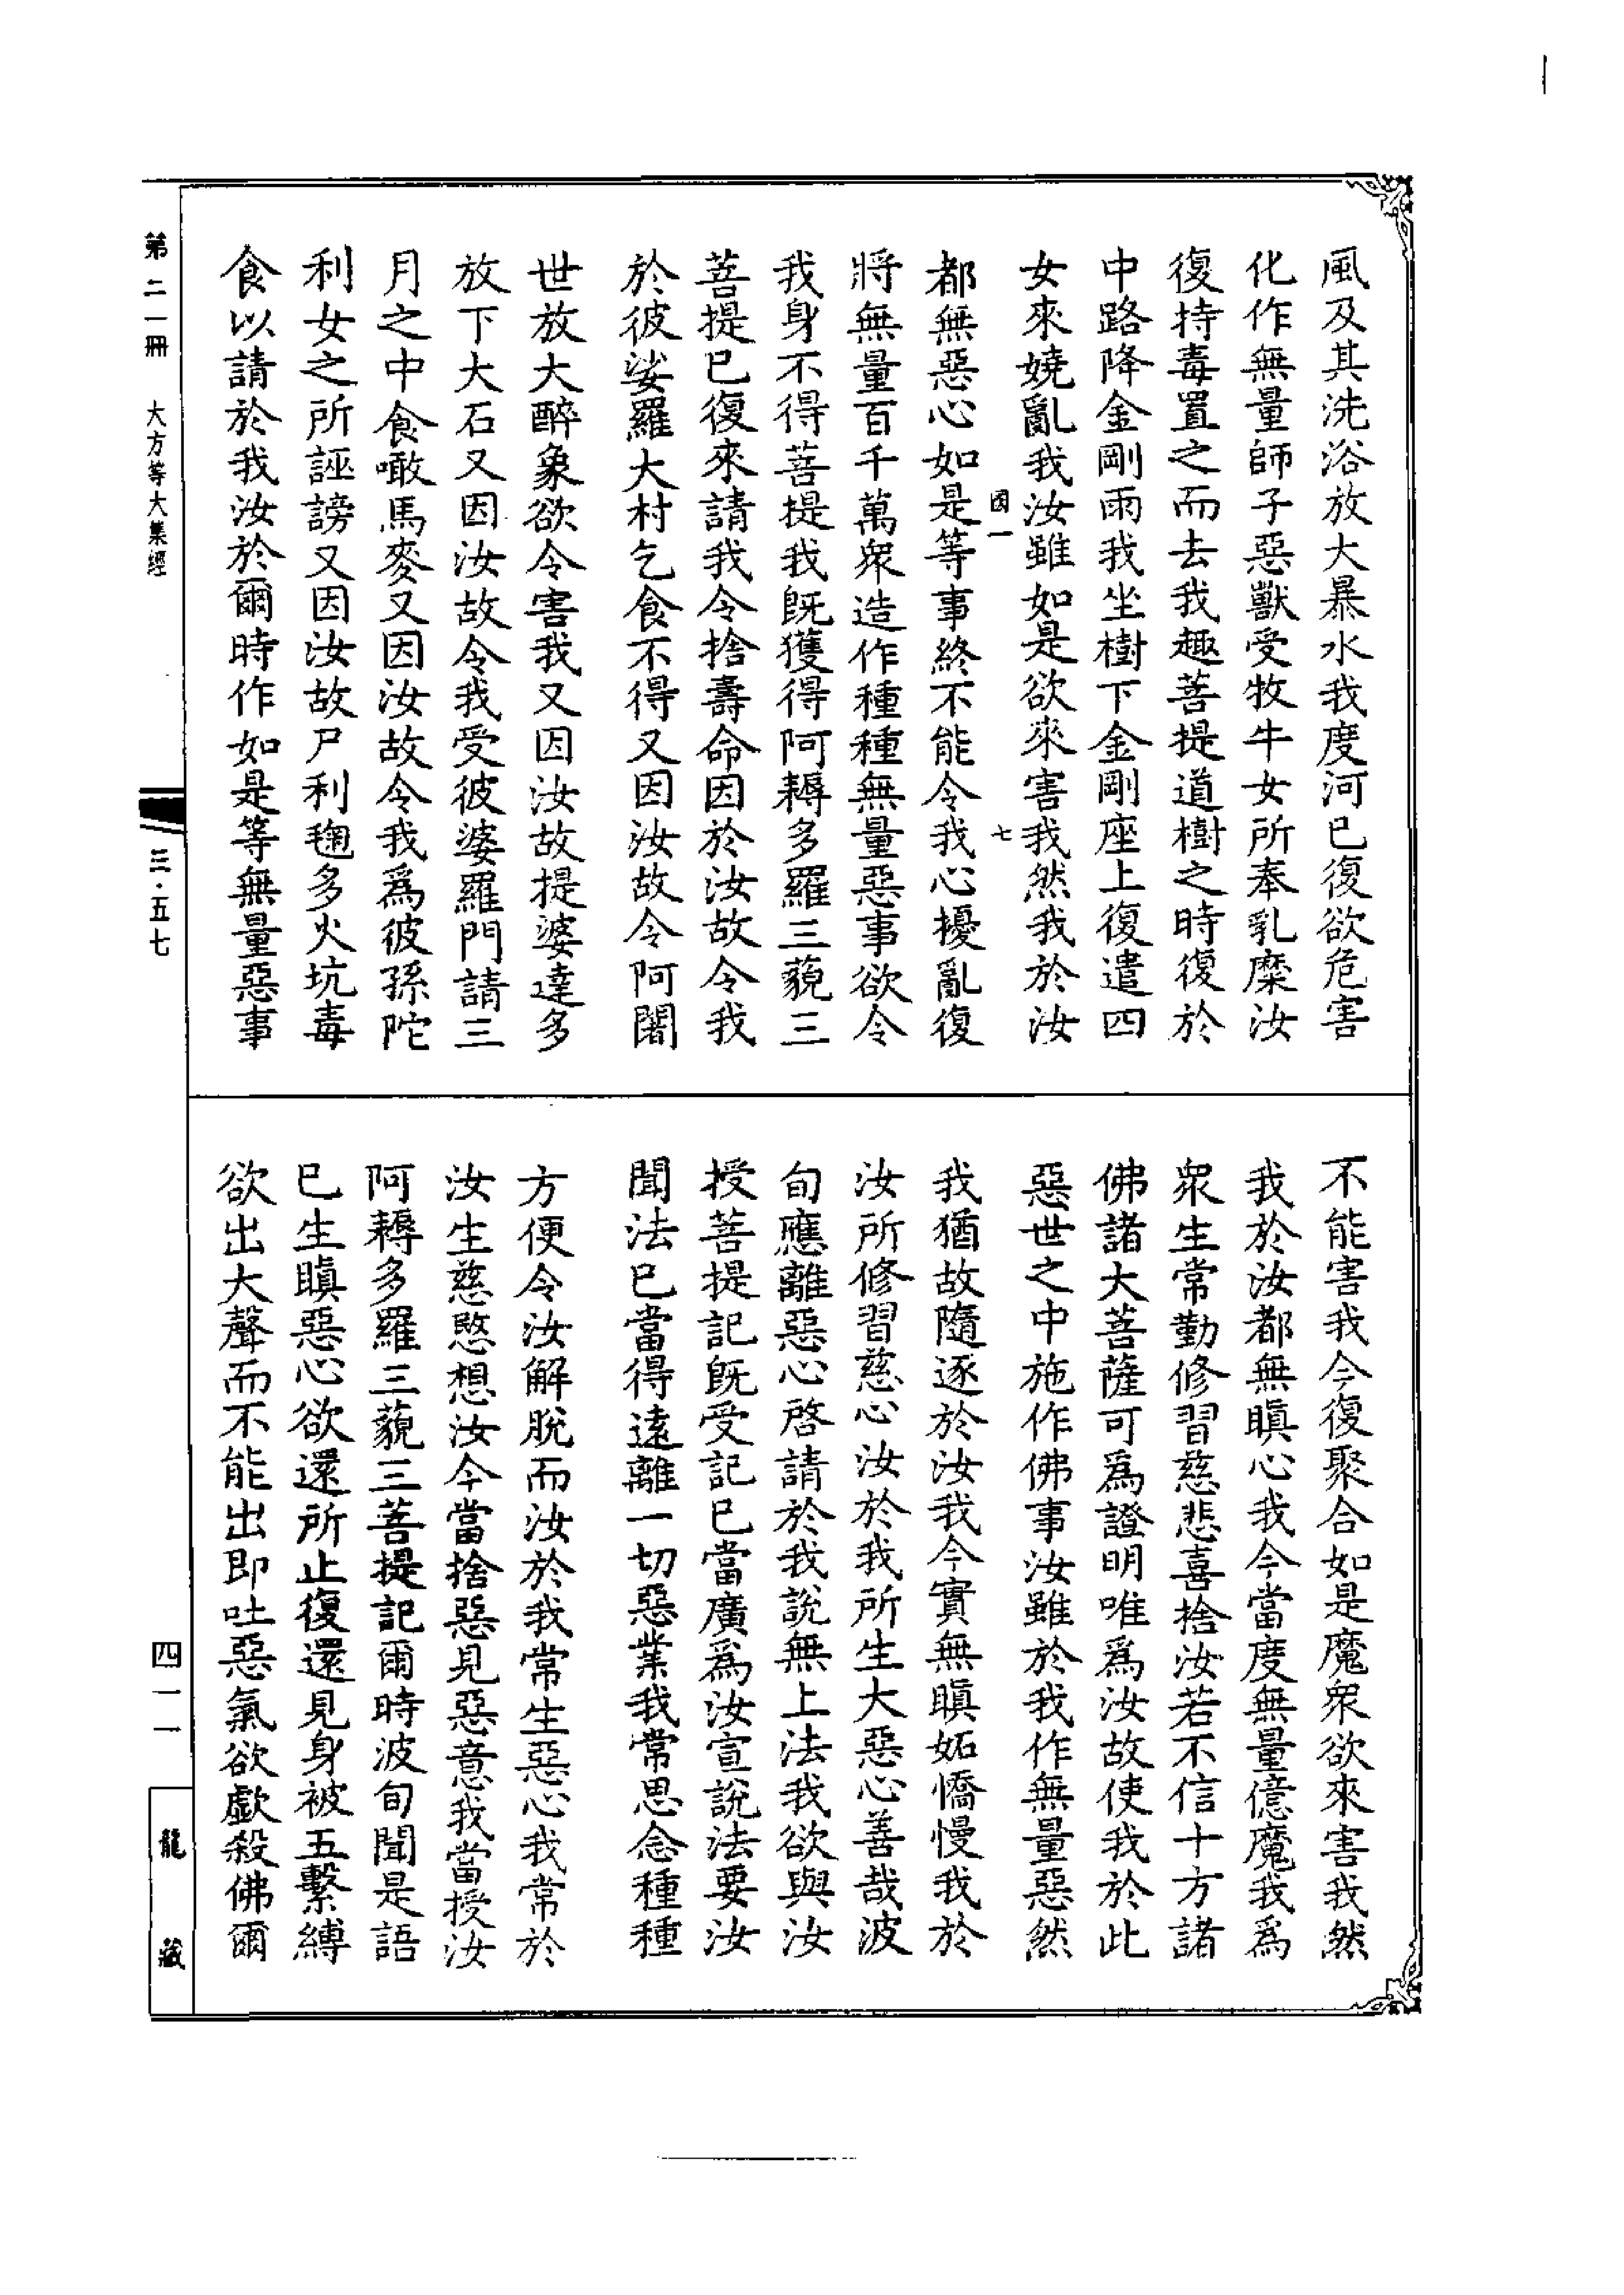 風及其洗浴放大暴水我度河已復欲危害
化作無量師子惡獸受牧牛女所奉乳糜汝
復持毒置之而去我趣菩提道樹之時復於
中路降金剛雨我坐樹下金剛座上復遣四
女來嬈亂我汝雖如是欲來害我然我於汝
國一 七
都無惡心如是等事終不能令我心擾亂復
將無量百千萬衆造作種種無量惡事欲令
我身不得菩提我旣獲得阿耨多羅三藐三
菩提已復來請我令捨壽命因於汝故令我
於彼娑羅大村乞食不得又因汝故令阿闍
世放大醉象欲令害我又因汝故提婆達多
放下大石又因汝故令我受彼婆羅門請三
月之中食噉馬麥又因汝故令我爲彼孫陀
利女之所誣謗又因汝故尸利毱多火坑毒
食以請於我汝於爾時作如是等無量惡事
不能害我今復聚合如是魔衆欲來害我然
我於汝都無瞋心我今當度無量億魔我爲
衆生常勤修習慈悲喜捨汝若不信十方諸
佛諸大菩薩可爲證明唯爲汝故使我於此
惡世之中施作佛事汝雖於我作無量惡然
我猶故隨逐於汝我今實無瞋妬憍慢我於
汝所修習慈心汝於我所生大惡心善哉波
旬應離惡心啓請於我說無上法我欲與汝
授菩提記旣受記已當廣爲汝宣說法要汝
聞法已當得遠離一切惡業我常思念種種
方便令汝解脫而汝於我常生惡心我常於
汝生慈愍想汝今當捨惡見惡意我當授汝
阿耨多羅三藐三菩提記爾時波旬聞是語
已生瞋惡心欲還所止復還見身被五繫縛
欲出大聲而不能出即吐惡氣欲歔殺佛爾
第二一冊 大方等大集經
三·五七
四一一
龍藏